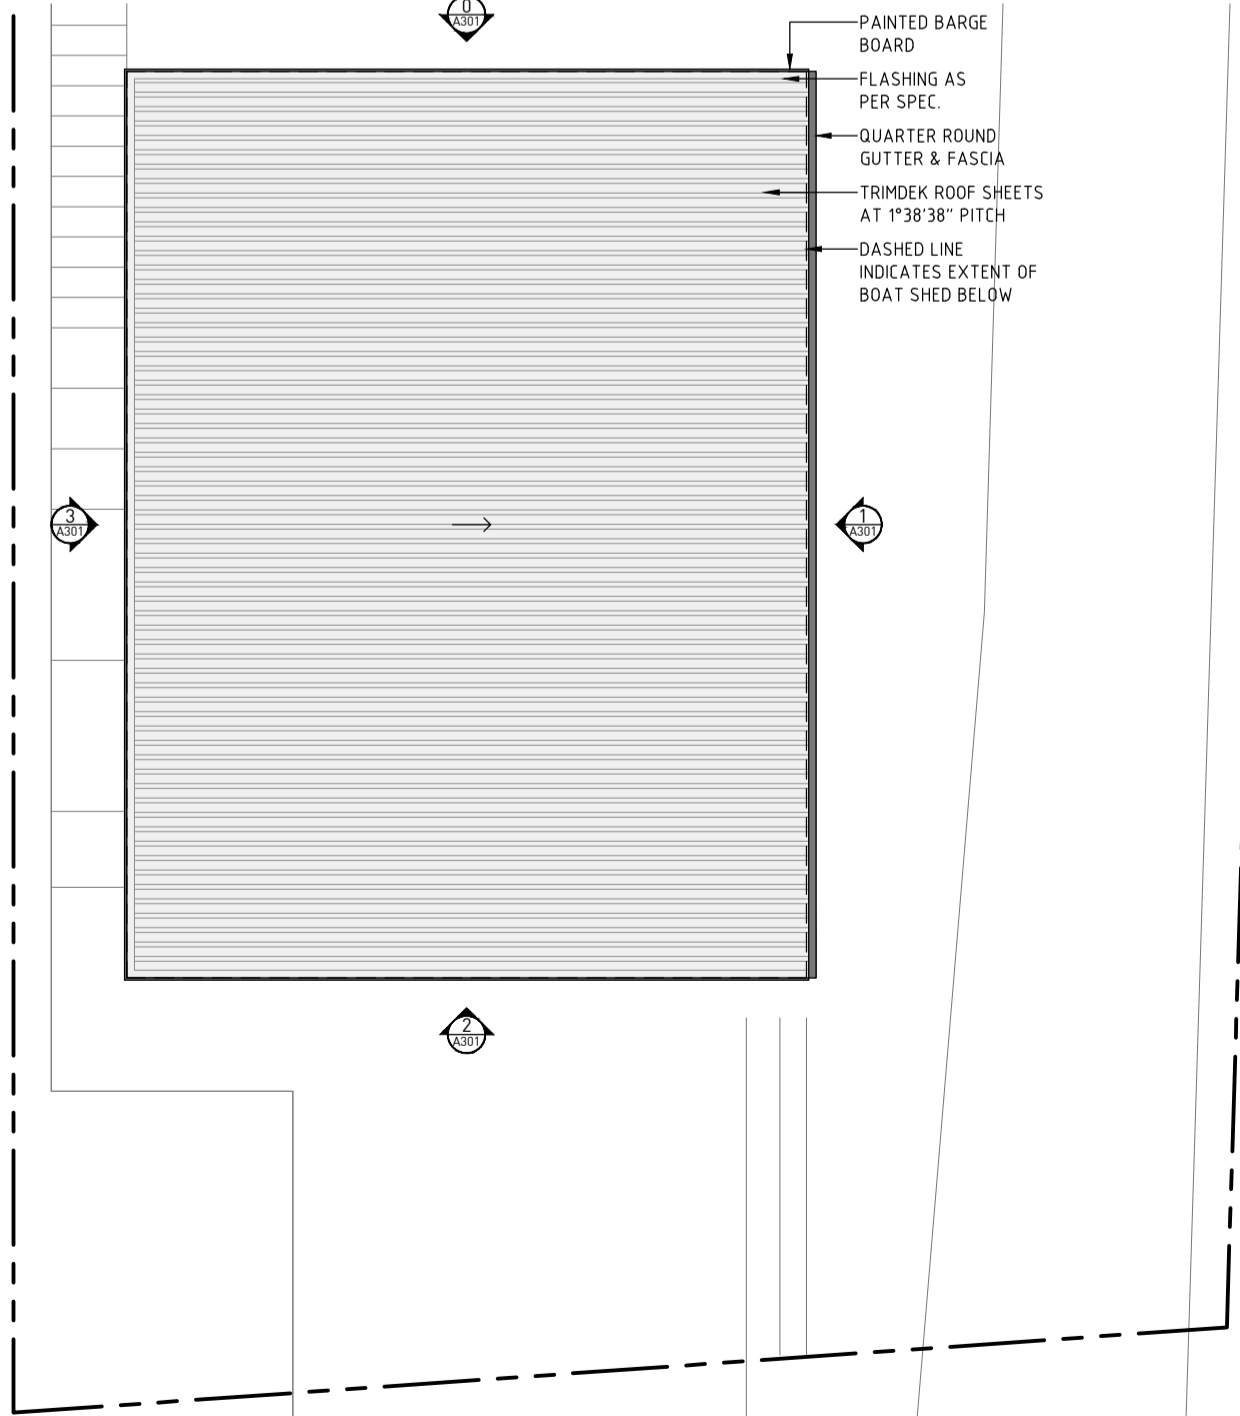 0
A301
PAINTED BARGE
BOARD
FLASHING AS
PER SPEC.
QUARTER ROUND
GUTTER & FASCIA
TRIMDEK ROOF SHEETS
AT 1°38'38" PITCH
DASHED LINE
INDICATES EXTENT OF
BOAT SHED BELOW
3
A301
1
A301
2
A301